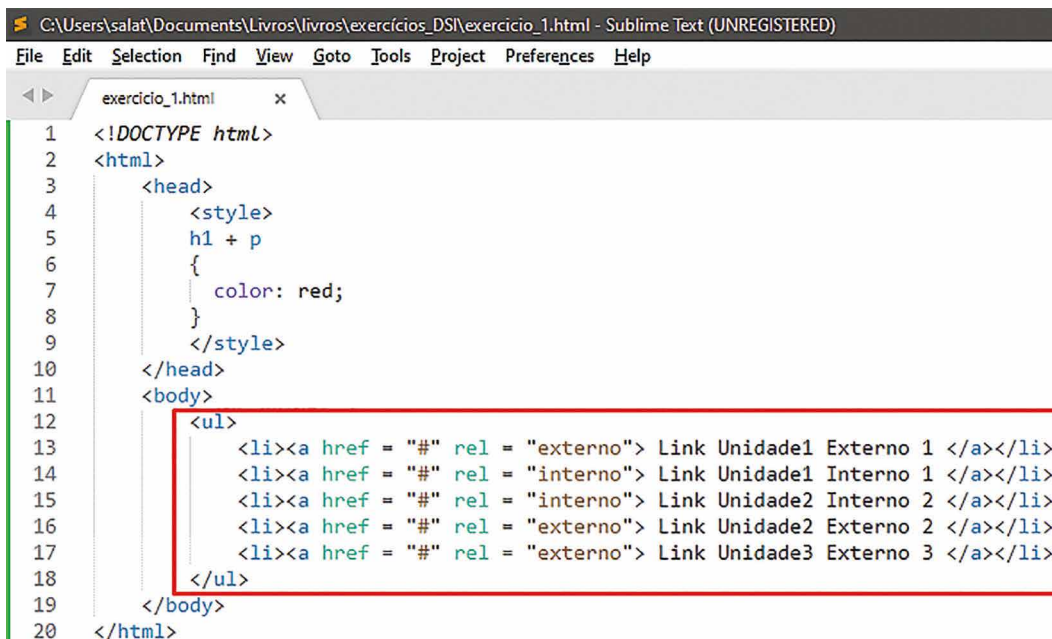 C:\Users\salat\Documents\Livros\livros\exercícios_DSI\exercicio_1.html - Sublime Text (UNREGISTERED)
File Edit Selection Find View Goto Tools Project Preferences Help
exercicio_1.html ×
1 <!DOCTYPE html>
2 <html>
3 <head>
4 <style>
5 h1 + p
6 {
7 color: red;
8 }
9 </style>
10 </head>
11 <body>
12 <ul>
13 <li><a href = "#" rel = "externo"> Link Unidade1 Externo 1 </a></li>
14 <li><a href = "#" rel = "interno"> Link Unidade1 Interno 1 </a></li>
15 <li><a href = "#" rel = "interno"> Link Unidade2 Interno 2 </a></li>
16 <li><a href = "#" rel = "externo"> Link Unidade2 Externo 2 </a></li>
17 <li><a href = "#" rel = "externo"> Link Unidade3 Externo 3 </a></li>
18 </ul>
19 </body>
20 </html>